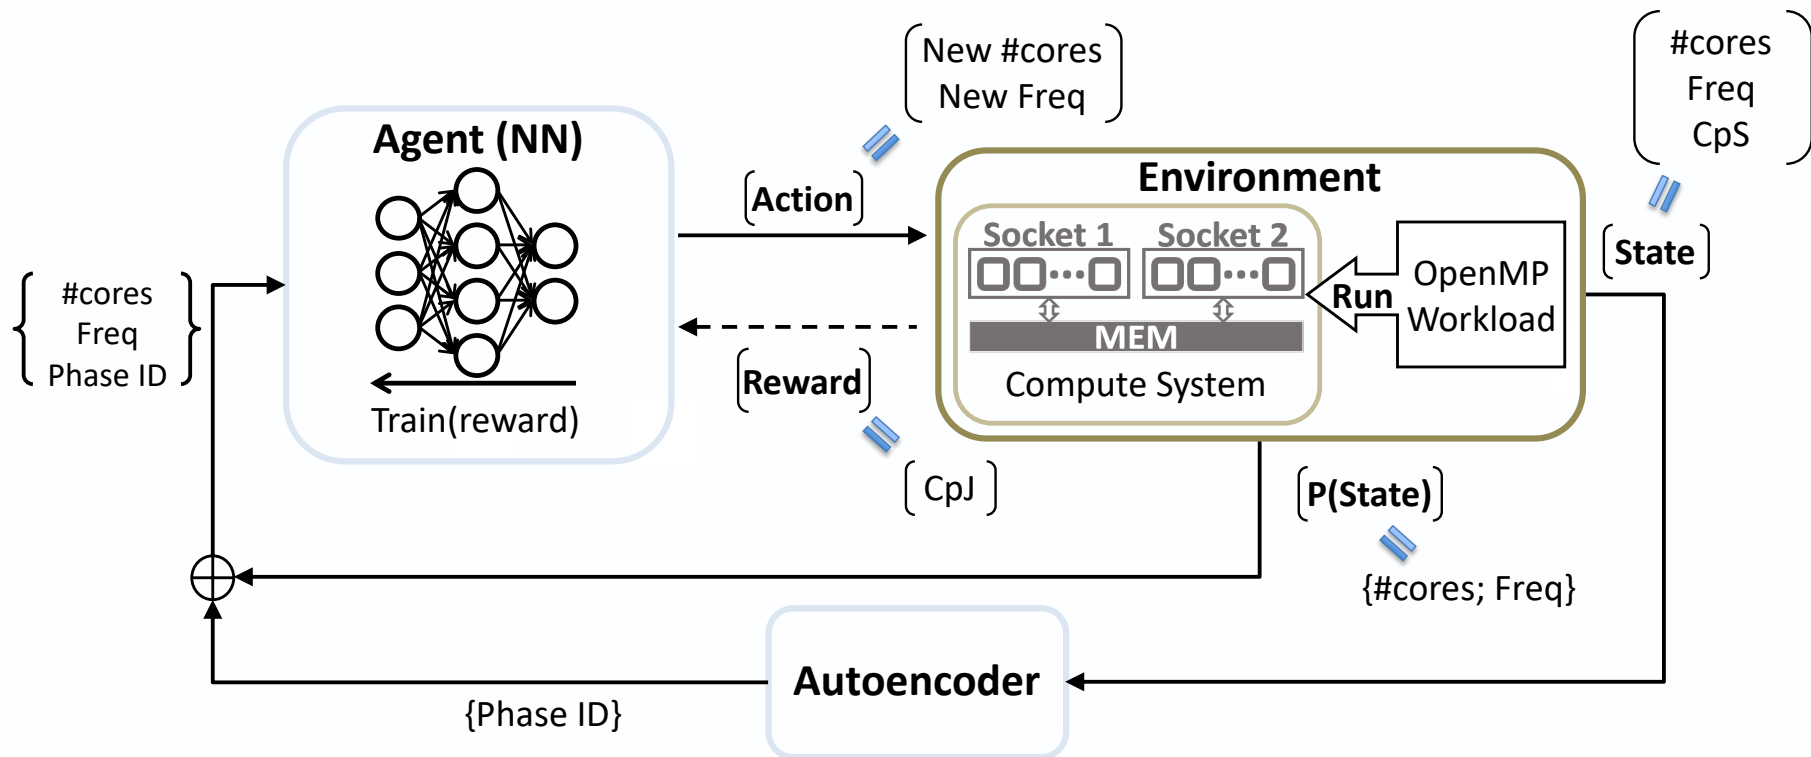 New #cores
New Freq
#cores
Freq
CpS
Agent (NN)
[Action]
Environment
Socket 1
Socket 2
[State]
OpenMP
Workload
Run
#cores
Freq
Phase ID
MEM
Compute System
[Reward]
Train(reward)
[CpJ]
[P(State)]
{#cores; Freq}
Autoencoder
{Phase ID}